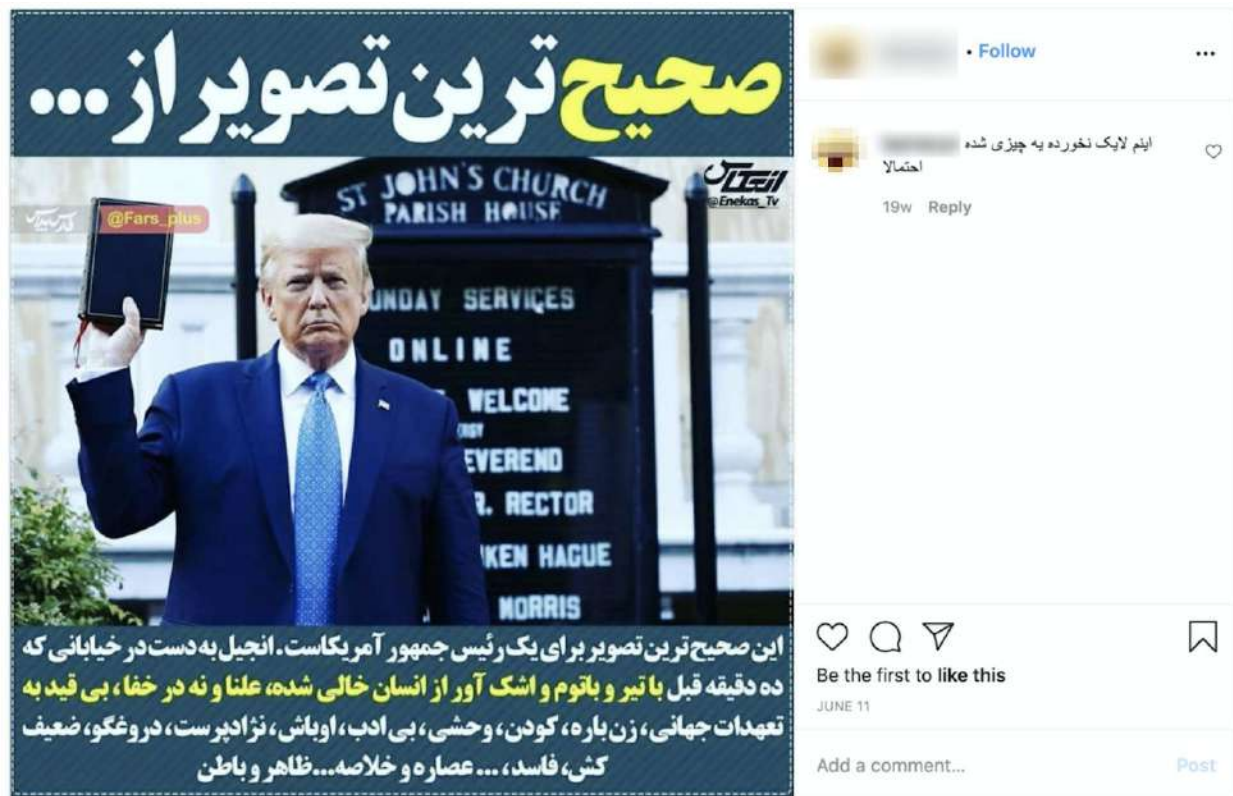 صحیح‌ترین تصویر از ...
انعکاس
@Enekas_Tv
@Fars_plus
ST JOHN'S CHURCH
PARISH HOUSE
SUNDAY SERVICES
ONLINE
WELCOME
EVEREND
R. RECTOR
KEN HAGUE
MORRIS
این صحیح‌ترین تصویر برای یک رئیس جمهور آمریکاست. انجیل به دست در خیابانی که
ده دقیقه قبل با تیر و باتوم و اشک آور از انسان خالی شده، علنا و نه در خفا، بی قید به
تعهدات جهانی، زن باره، کودن، وحشی، بی ادب، اوباش، نژادپرست، دروغگو، ضعیف
کش، فاسد، ... عصاره و خلاصه... ظاهر و باطن
• Follow
اینم لایک نخورده یه چیزی شده
احتمالا
19w Reply
Be the first to like this
JUNE 11
Add a comment...
Post